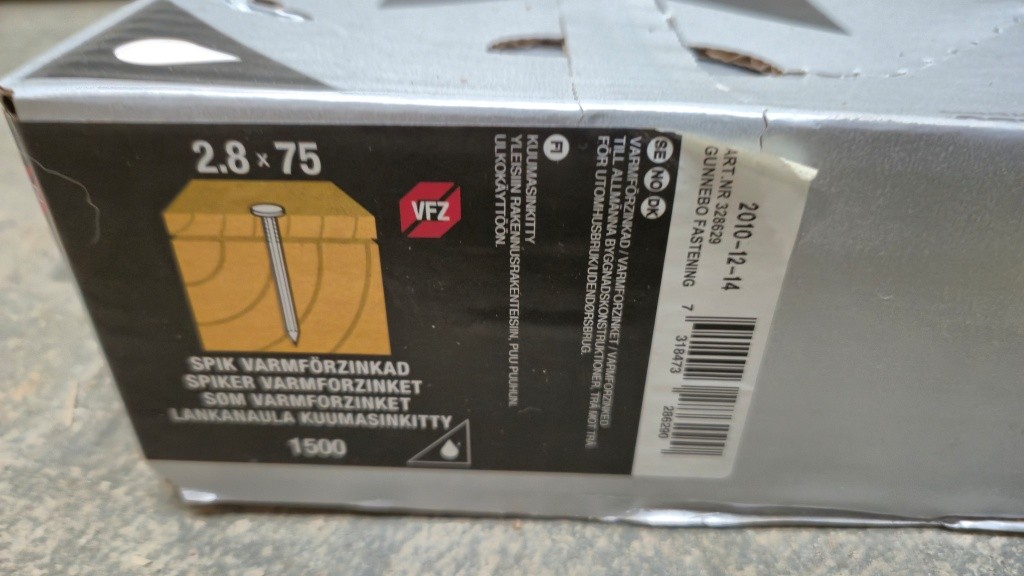 2.8 x 75
VFZ
SPIK VARMFÖRZINKAD
SPIKER VARMFORZINKET
SØM VARMFORZINKET
LANKANAULA KUUMASINKITTY
1500
FI
KUUMASINKITTY
YLEISIIN RAKENNUSRAKENTEISIIN, PUU PUUHUN.
ULKOKÄYTTÖÖN.
SE NO DK
VARMFÖRZINKAD / VARMFORZINKET / VARMFORZINKED
TILL ALLMÄNNA BYGGNADSKONSTRUKTIONER, TRÄ MOT TRÄ.
FÖR UTOMHUSBRUK/UDENDØRSBRUG.
2010-12-14
ART.NR 328629
GUNNEBO FASTENING
7 318473 286290